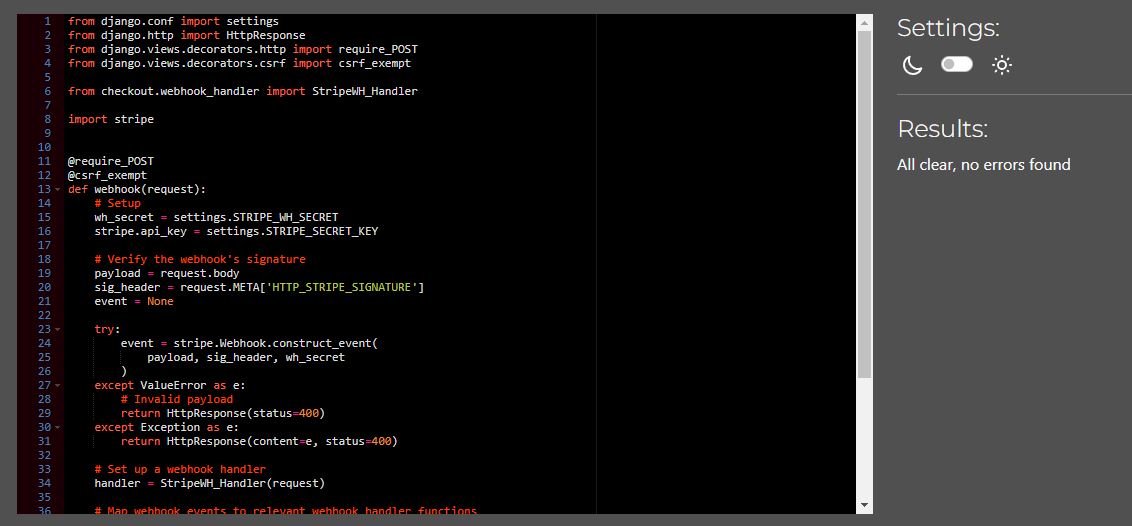 1 from django.conf import settings
2 from django.http import HttpResponse
3 from django.views.decorators.http import require_POST
4 from django.views.decorators.csrf import csrf_exempt
5
6 from checkout.webhook_handler import StripeWH_Handler
7
8 import stripe
9
10
11 @require_POST
12 @csrf_exempt
13 def webhook(request):
14     # Setup
15     wh_secret = settings.STRIPE_WH_SECRET
16     stripe.api_key = settings.STRIPE_SECRET_KEY
17
18     # Verify the webhook's signature
19     payload = request.body
20     sig_header = request.META['HTTP_STRIPE_SIGNATURE']
21     event = None
22
23     try:
24         event = stripe.Webhook.construct_event(
25             payload, sig_header, wh_secret
26         )
27     except ValueError as e:
28         # Invalid payload
29         return HttpResponse(status=400)
30     except Exception as e:
31         return HttpResponse(content=e, status=400)
32
33     # Set up a webhook handler
34     handler = StripeWH_Handler(request)
35
36     # Map webhook events to relevant webhook handler functions
Settings:
Results:
All clear, no errors found